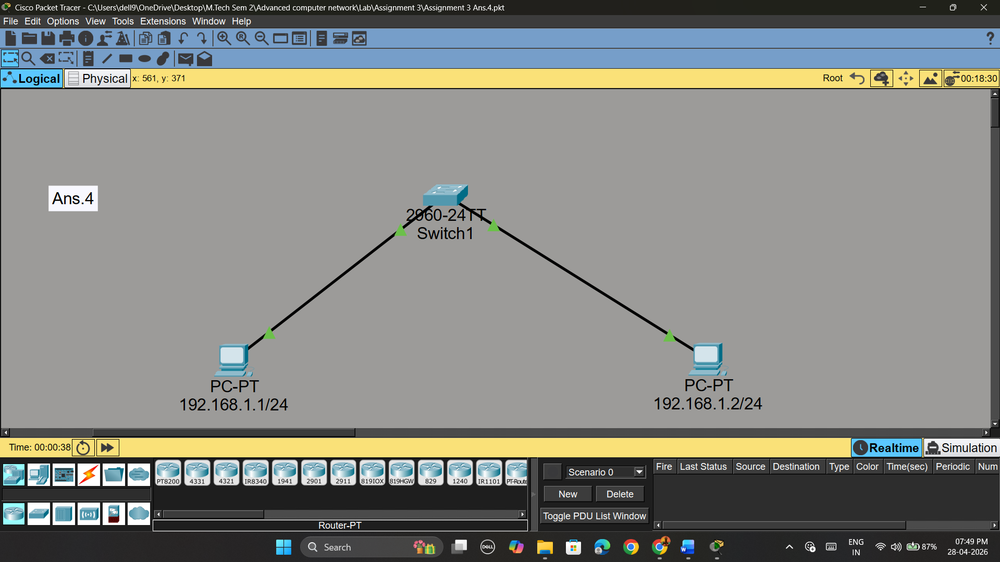 Cisco Packet Tracer - C:\Users\dell9\OneDrive\Desktop\M.Tech Sem 2\Advanced computer network\Lab\Assignment 3\Assignment 3 Ans.4.pkt
File Edit Options View Tools Extensions Window Help
?
Logical Physical x: 561, y: 371 Root 00:18:30
Ans.4
2960-24TT
Switch1
PC-PT
192.168.1.1/24
PC-PT
192.168.1.2/24
Time: 00:00:38 Realtime Simulation
PT8200 4331 4321 IR8340 1941 2901 2911 819IOX 819HGW 829 1240 IR1101 PT-Route
Router-PT
Scenario 0
New Delete
Toggle PDU List Window
Fire Last Status Source Destination Type Color Time(sec) Periodic Num
Search
DELL
W
ENG
IN
87%
07:49 PM
28-04-2026